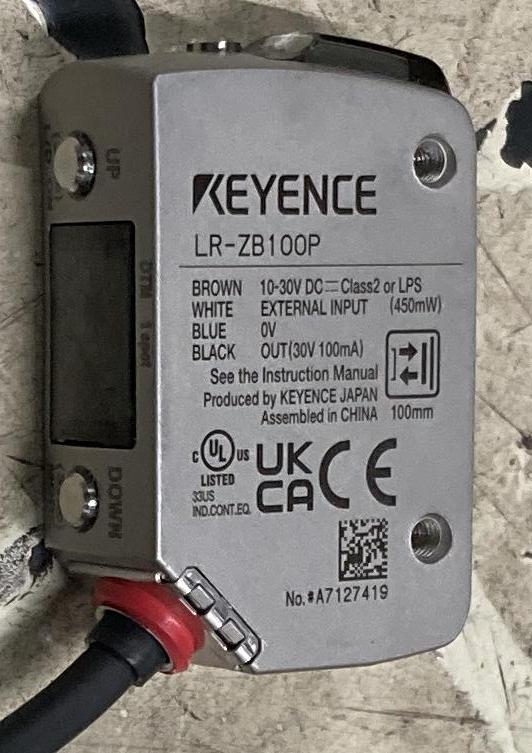 KEYENCE
LR-ZB100P
BROWN 10-30V DC⎓Class2 or LPS
WHITE EXTERNAL INPUT (450mW)
BLUE 0V
BLACK OUT(30V 100mA)
See the Instruction Manual
Produced by KEYENCE JAPAN
Assembled in CHINA 100mm
C UL US
LISTED
33US
IND.CONT.EQ.
UK
CA
CE
No.#A7127419
UP
DOWN